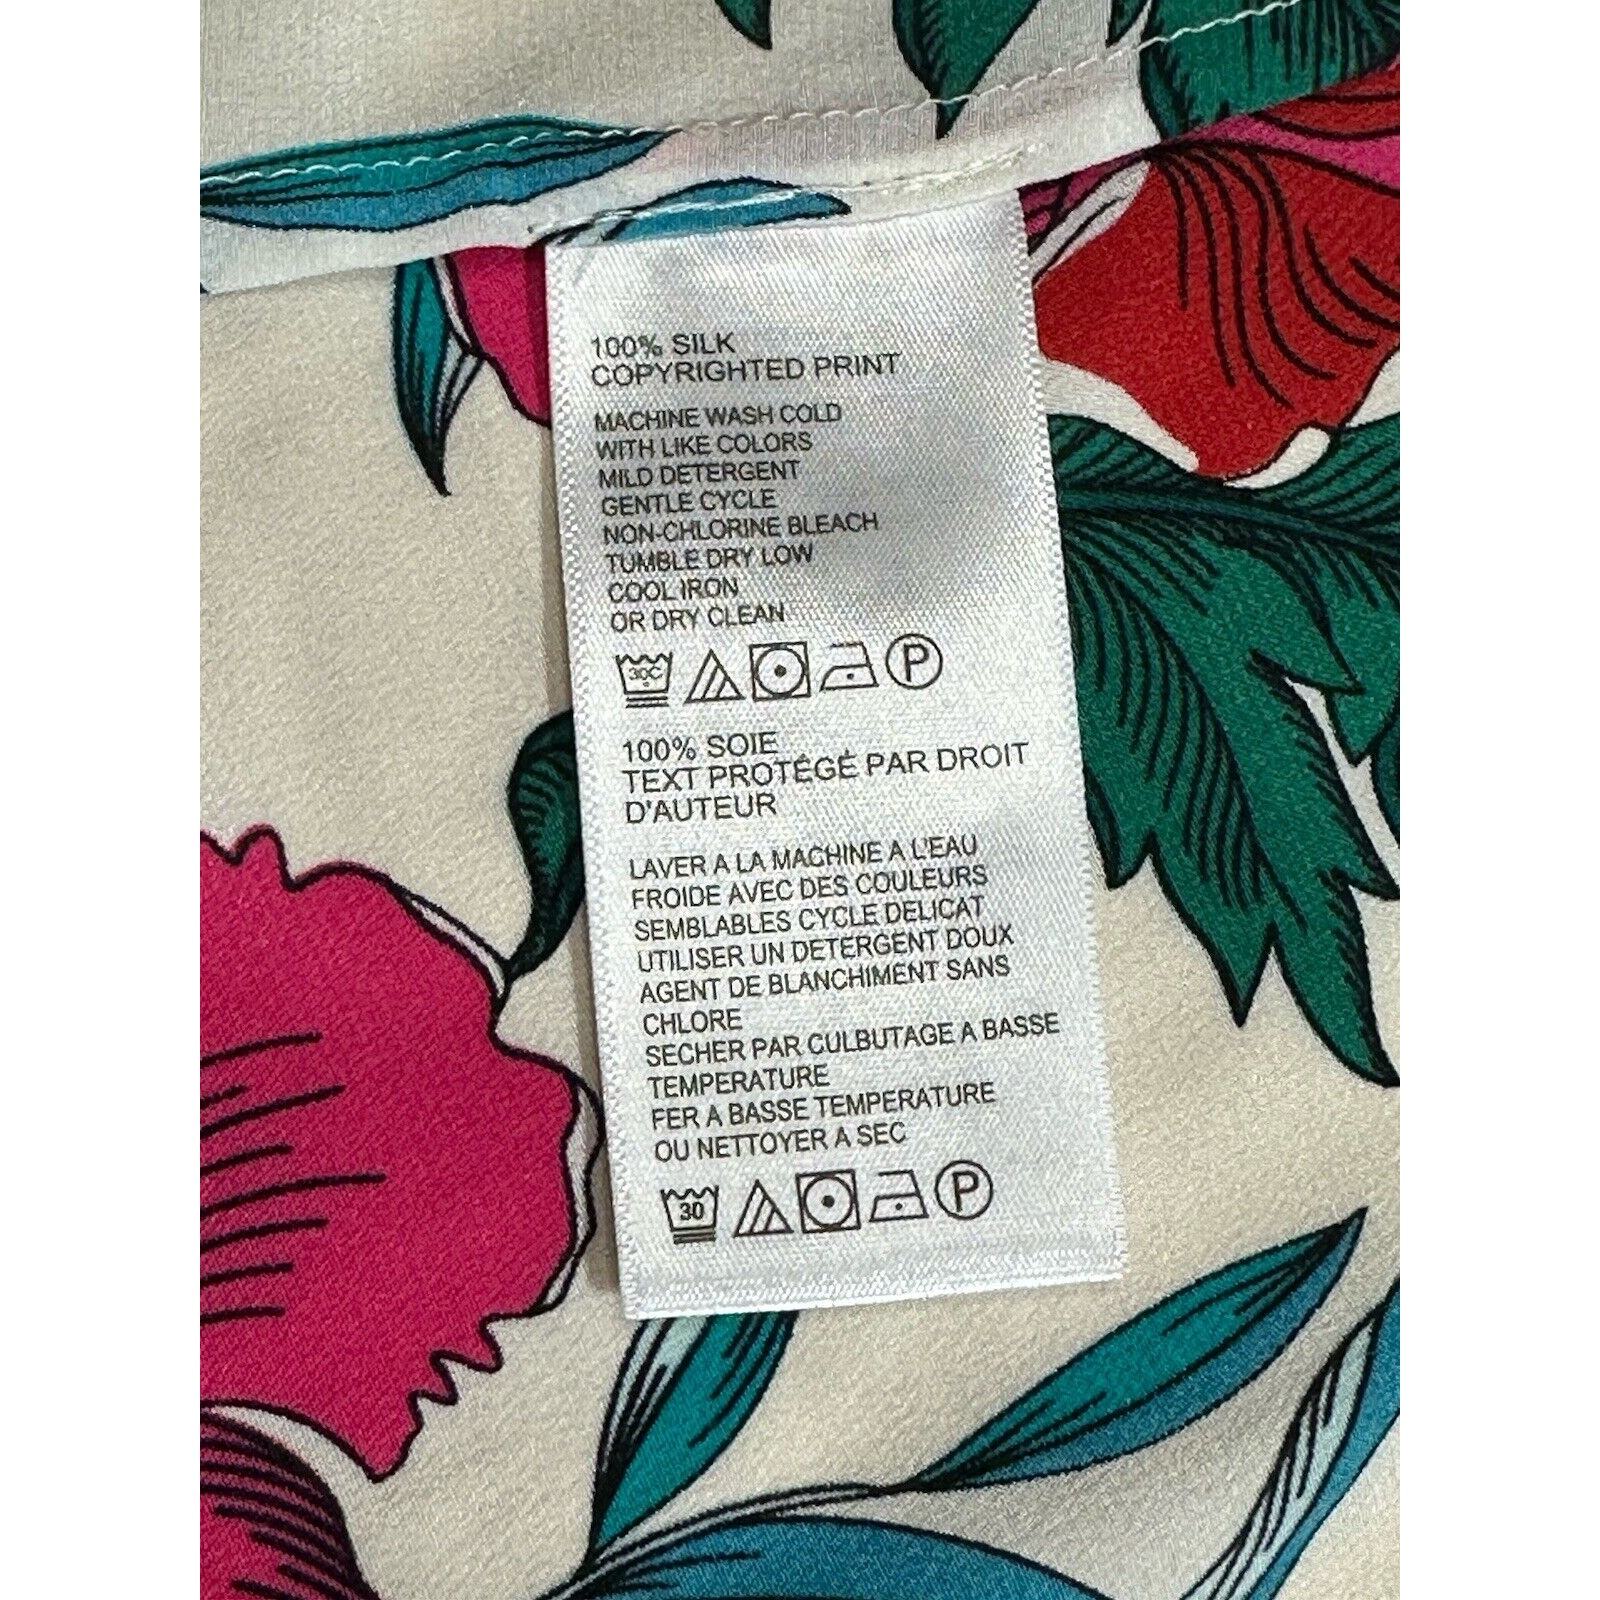 100% SILK
COPYRIGHTED PRINT
MACHINE WASH COLD
WITH LIKE COLORS
MILD DETERGENT
GENTLE CYCLE
NON-CHLORINE BLEACH
TUMBLE DRY LOW
COOL IRON
OR DRY CLEAN
30C P
100% SOIE
TEXT PROTÉGÉ PAR DROIT
D'AUTEUR
LAVER A LA MACHINE A L'EAU
FROIDE AVEC DES COULEURS
SEMBLABLES CYCLE DELICAT
UTILISER UN DETERGENT DOUX
AGENT DE BLANCHIMENT SANS
CHLORE
SECHER PAR CULBUTAGE A BASSE
TEMPERATURE
FER A BASSE TEMPERATURE
OU NETTOYER A SEC
30 P